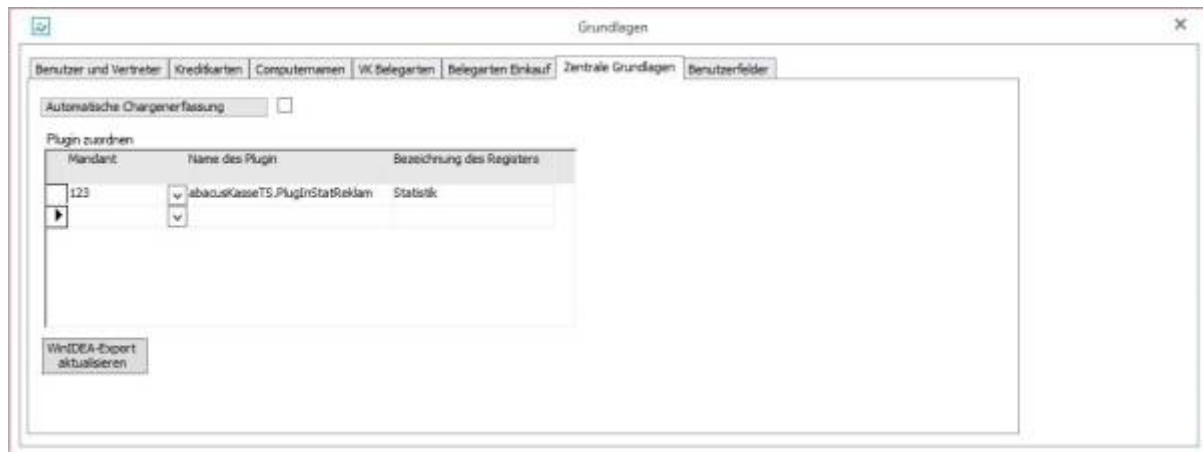 Grundlagen
Benutzer und Vertreter Kreditkarten Computernamen VK Belegarten Belegarten Einkauf Zentrale Grundlagen Benutzerfelder
Automatische Chargenerfassung
Plugin zuordnen
Mandant Name des Plugin Bezeichnung des Registers
123 abacusKasseTS.PlugInStatReklam Statistik
WinIDEA-Export
aktualisieren